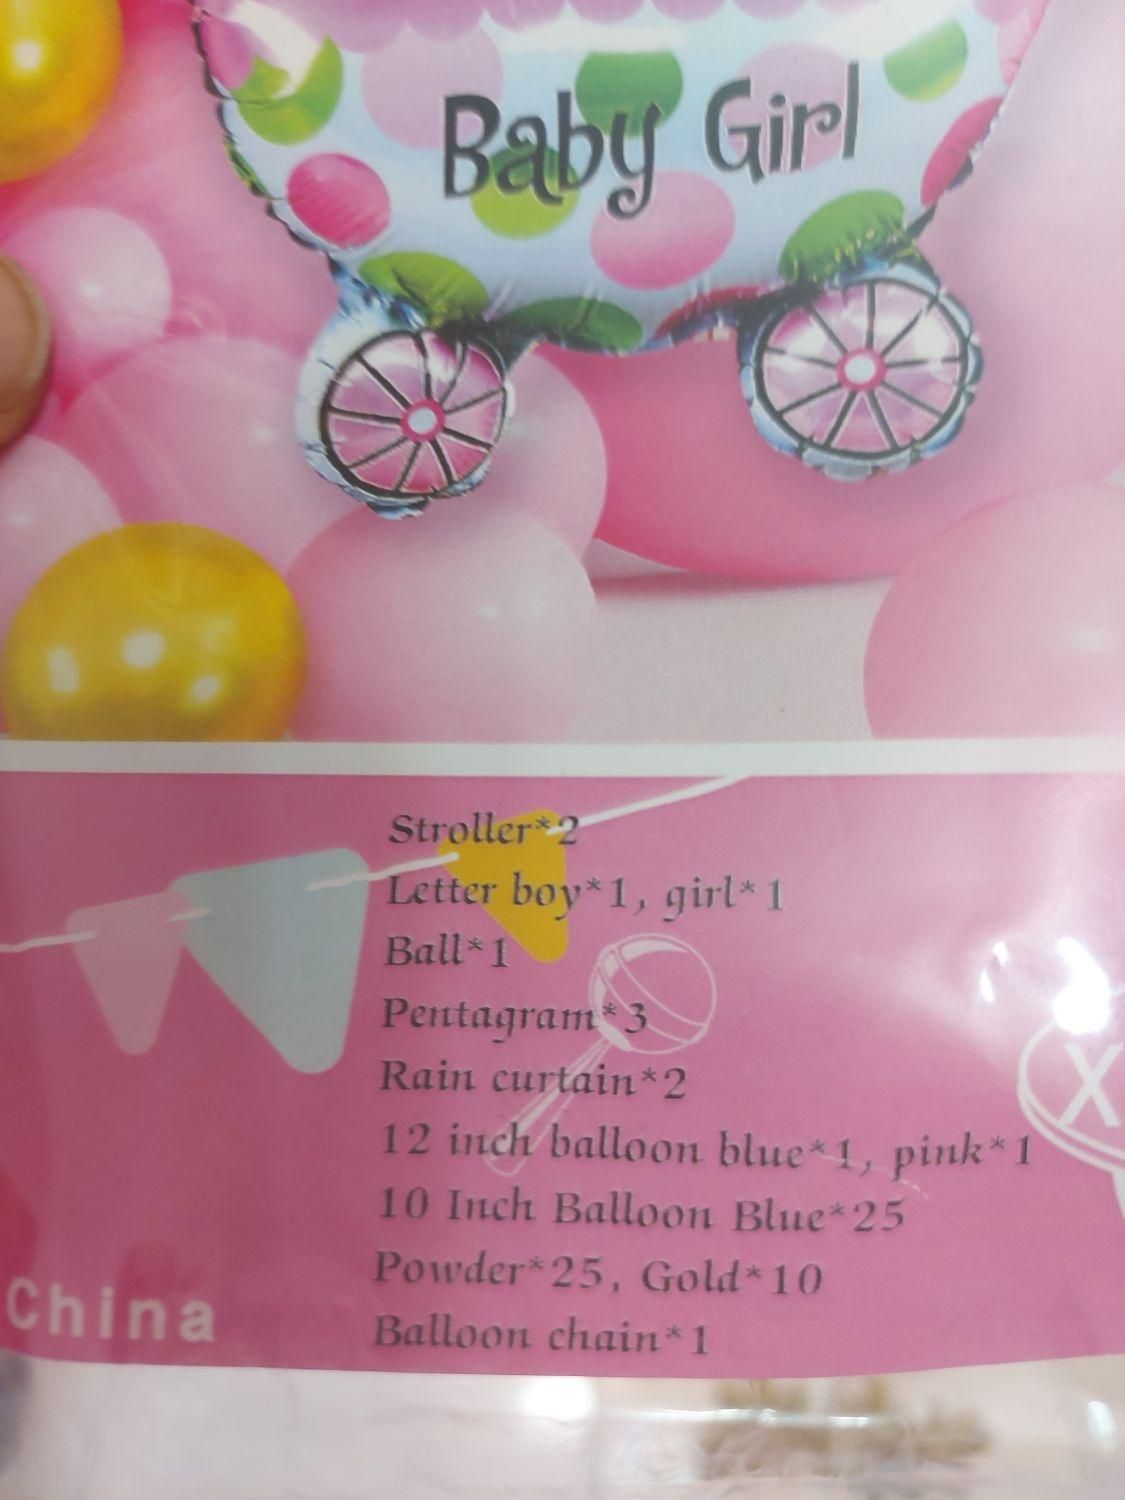 Baby Girl
Stroller*2
Letter boy*1, girl*1
Ball*1
Pentagram*3
Rain curtain*2
12 inch balloon blue*1, pink*1
10 Inch Balloon Blue*25
Powder*25, Gold*10
Balloon chain*1
China
X